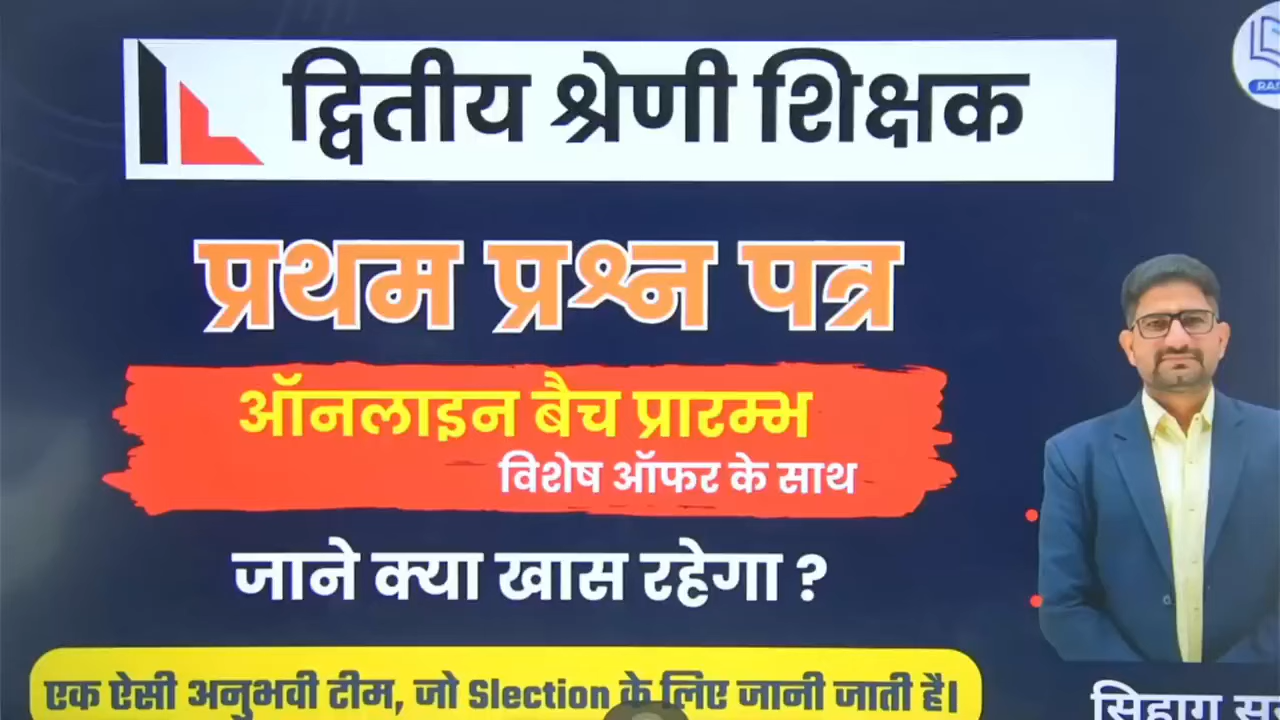 द्वितीय श्रेणी शिक्षक
प्रथम प्रश्न पत्र
ऑनलाइन बैच प्रारम्भ
विशेष ऑफर के साथ
जाने क्या खास रहेगा ?
एक ऐसी अनुभवी टीम, जो Slection के लिए जानी जाती है।
सिहाग